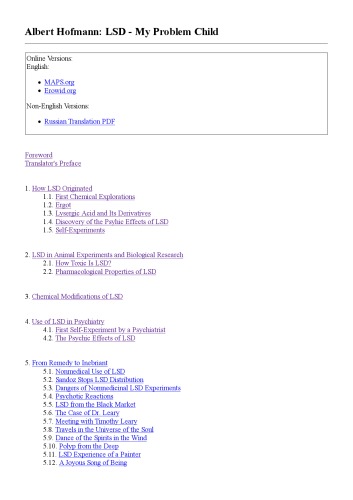 Albert Hofmann: LSD - My Problem Child
Online Versions:
English:
• MAPS.org
• Erowid.org
Non-English Versions:
• Russian Translation PDF
Foreword
Translator's Preface
1. How LSD Originated
1.1. First Chemical Explorations
1.2. Ergot
1.3. Lysergic Acid and Its Derivatives
1.4. Discovery of the Psyhic Effects of LSD
1.5. Self-Experiments
2. LSD in Animal Experiments and Biological Research
2.1. How Toxic Is LSD?
2.2. Pharmacological Properties of LSD
3. Chemical Modifications of LSD
4. Use of LSD in Psychiatry
4.1. First Self-Experiment by a Psychiatrist
4.2. The Psychic Effects of LSD
5. From Remedy to Inebriant
5.1. Nonmedical Use of LSD
5.2. Sandoz Stops LSD Distribution
5.3. Dangers of Nonmedicinal LSD Experiments
5.4. Psychotic Reactions
5.5. LSD from the Black Market
5.6. The Case of Dr. Leary
5.7. Meeting with Timothy Leary
5.8. Travels in the Universe of the Soul
5.9. Dance of the Spirits in the Wind
5.10. Polyp from the Deep
5.11. LSD Experience of a Painter
5.12. A Joyous Song of Being